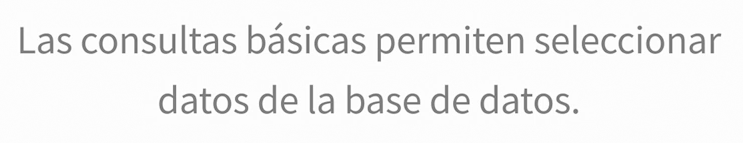 Las consultas básicas permiten seleccionar
datos de la base de datos.